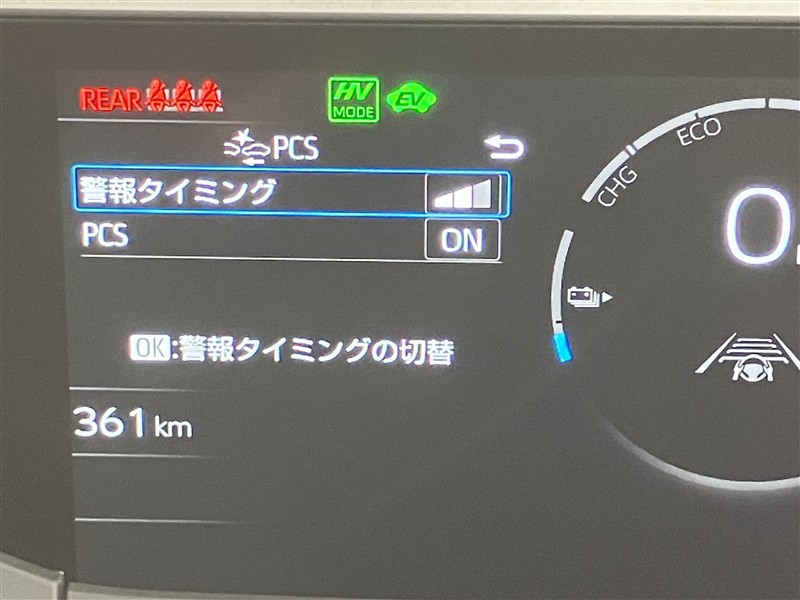 REAR
HV
MODE
EV
PCS
警報タイミング
PCS ON
OK:警報タイミングの切替
361 km
CHG
ECO
0